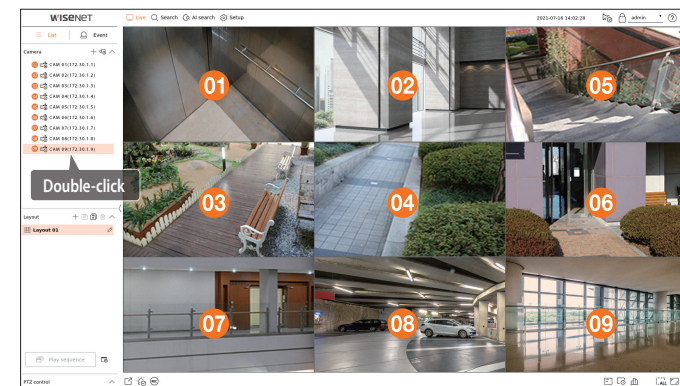 WISENET
Live Search AI search Setup
2021-07-16 14:02:28 admin
List Event
Camera
CAM 01(172.30.1.1)
CAM 02(172.30.1.2)
CAM 03(172.30.1.3)
CAM 04(172.30.1.4)
CAM 05(172.30.1.5)
CAM 06(172.30.1.6)
CAM 07(172.30.1.7)
CAM 08(172.30.1.8)
CAM 09(172.30.1.9)
Double-click
Layout
Layout 01
Play sequence
PTZ control
01
02
05
03
04
06
07
08
09
ALL